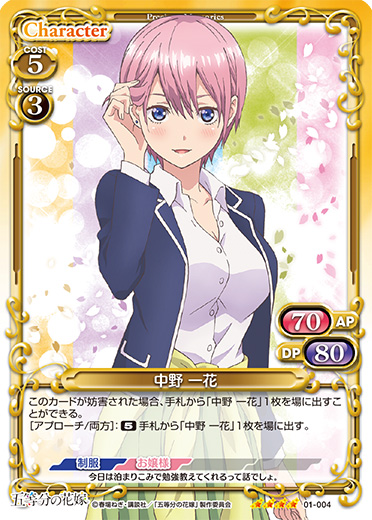 Precious Memories
Character
COST
5
SOURCE
3
70 AP
DP 80
中野 一花
このカードが妨害された場合、手札から「中野 一花」1枚を場に出すこ
とができる。
[アプローチ/両方]:5 手札から「中野 一花」1枚を場に出す。
制服 お嬢様
今日は泊まりこみで勉強教えてくれるって話でしょ。
五等分の花嫁
©春場ねぎ・講談社/「五等分の花嫁」製作委員会
01-004